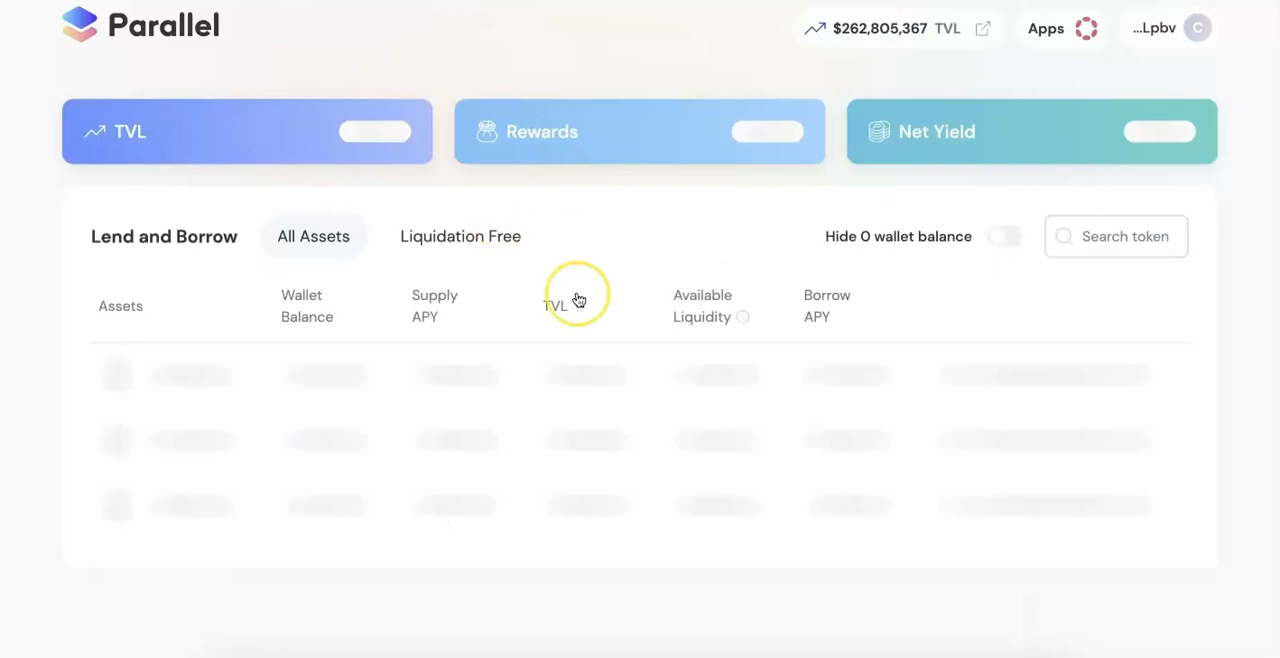 Parallel
$262,805,367 TVL
Apps
...Lpbv C
TVL
Rewards
Net Yield
Lend and Borrow
All Assets
Liquidation Free
Hide 0 wallet balance
Search token
Assets
Wallet
Balance
Supply
APY
TVL
Available
Liquidity
Borrow
APY